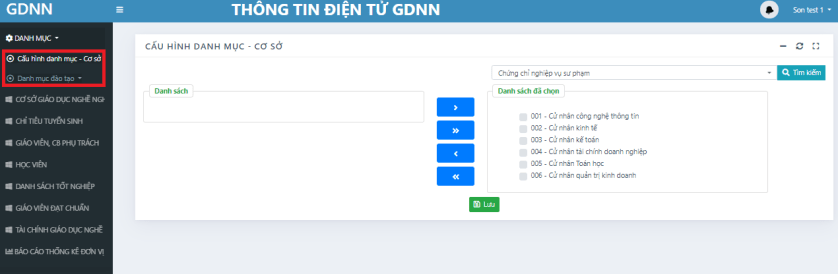 GDNN
THÔNG TIN ĐIỆN TỬ GDNN
Son test 1
DANH MỤC
Cấu hình danh mục - Cơ sở
Danh mục đào tạo
CƠ SỞ GIÁO DỤC NGHỀ NGH
CHỈ TIÊU TUYỂN SINH
GIÁO VIÊN, CB PHỤ TRÁCH
HỌC VIÊN
DANH SÁCH TỐT NGHIỆP
GIÁO VIÊN ĐẠT CHUẨN
TÀI CHÍNH GIÁO DỤC NGHỀ
BÁO CÁO THỐNG KÊ ĐƠN VỊ
CẤU HÌNH DANH MỤC - CƠ SỞ
Chứng chỉ nghiệp vụ sư phạm
Tìm kiếm
Danh sách
Danh sách đã chọn
001 - Cử nhân công nghệ thông tin
002 - Cử nhân kinh tế
003 - Cử nhân kế toán
004 - Cử nhân tài chính doanh nghiệp
005 - Cử nhân Toán học
006 - Cử nhân quản trị kinh doanh
Lưu